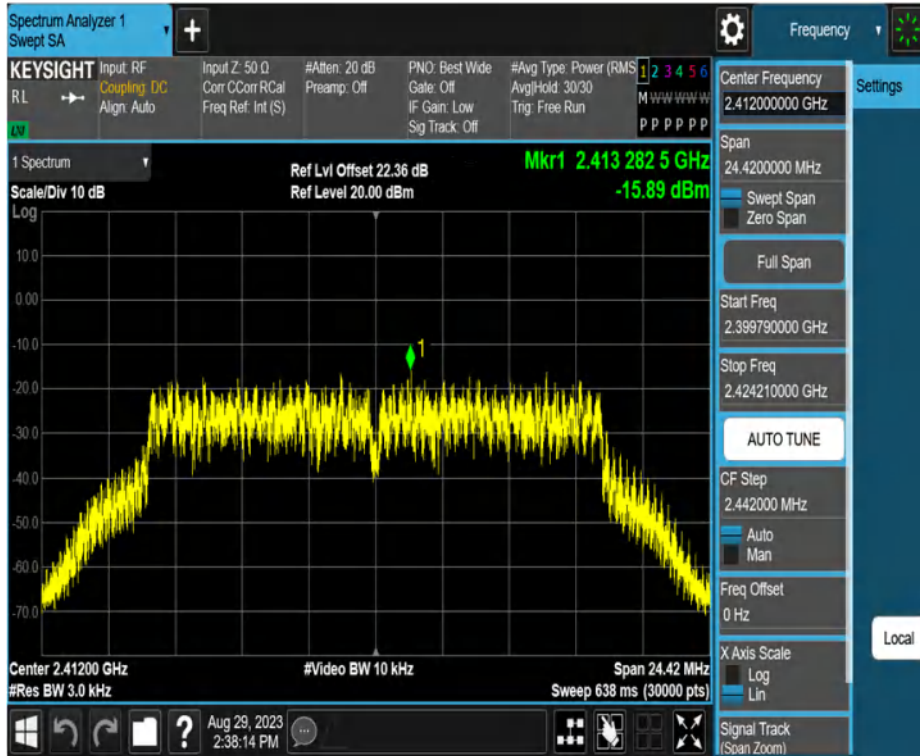 Spectrum Analyzer 1
Swept SA
Frequency
KEYSIGHT
RL
LXI
Input: RF
Coupling: DC
Align: Auto
Input Z: 50 Ω
Corr CCorr RCal
Freq Ref: Int (S)
#Atten: 20 dB
Preamp: Off
PNO: Best Wide
Gate: Off
IF Gain: Low
Sig Track: Off
#Avg Type: Power (RMS
Avg|Hold: 30/30
Trig: Free Run
1 2 3 4 5 6
M W W W W W
P P P P P P
1 Spectrum
Scale/Div 10 dB
Ref Lvl Offset 22.36 dB
Ref Level 20.00 dBm
Mkr1 2.413 282 5 GHz
-15.89 dBm
Log
10.0
0.00
-10.0
-20.0
-30.0
-40.0
-50.0
-60.0
-70.0
1
Center 2.41200 GHz
#Res BW 3.0 kHz
#Video BW 10 kHz
Span 24.42 MHz
Sweep 638 ms (30000 pts)
Aug 29, 2023
2:38:14 PM
Center Frequency
2.412000000 GHz
Span
24.4200000 MHz
Swept Span
Zero Span
Full Span
Start Freq
2.399790000 GHz
Stop Freq
2.424210000 GHz
AUTO TUNE
CF Step
2.442000 MHz
Auto
Man
Freq Offset
0 Hz
X Axis Scale
Log
Lin
Signal Track
(Span Zoom)
Settings
Local